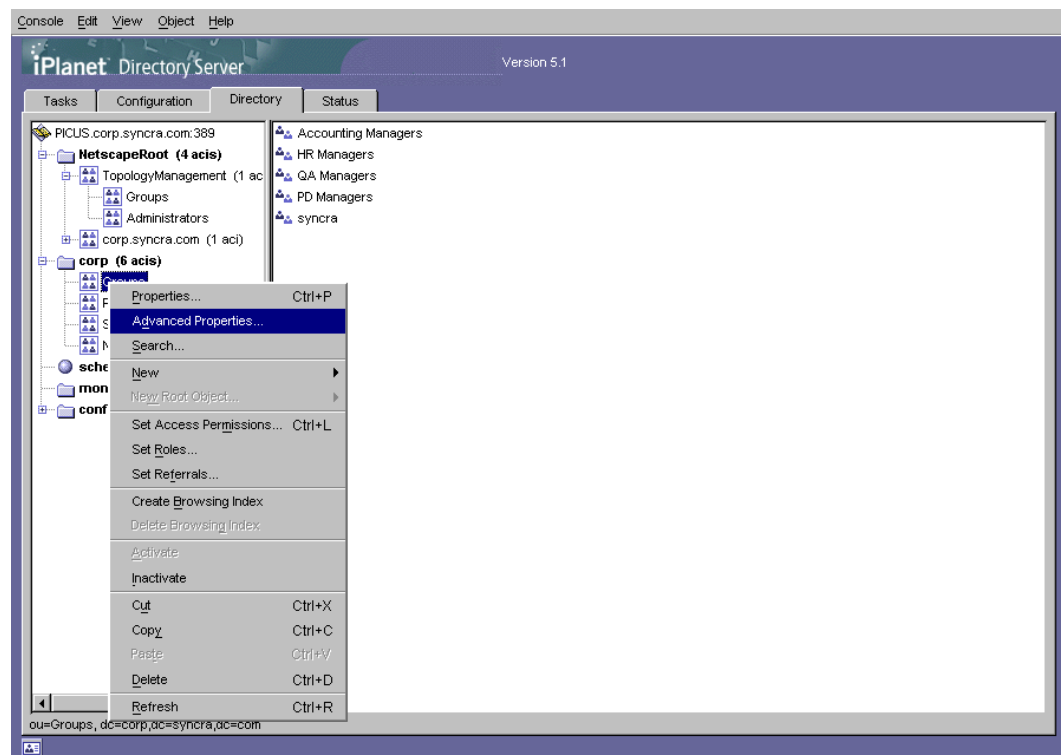 Console Edit View Object Help
iPlanet Directory Server
Version 5.1
Tasks Configuration Directory Status
PICUS.corp.syncra.com:389
NetscapeRoot (4 acis)
TopologyManagement (1 ac
Groups
Administrators
corp.syncra.com (1 aci)
corp (6 acis)
sche
mon
conf
Accounting Managers
HR Managers
QA Managers
PD Managers
syncra
Properties... Ctrl+P
Advanced Properties...
Search...
New
New Root Object...
Set Access Permissions... Ctrl+L
Set Roles...
Set Referrals...
Create Browsing Index
Delete Browsing Index
Activate
Inactivate
Cut Ctrl+X
Copy Ctrl+C
Paste Ctrl+V
Delete Ctrl+D
Refresh Ctrl+R
ou=Groups, dc=corp,dc=syncra,dc=com